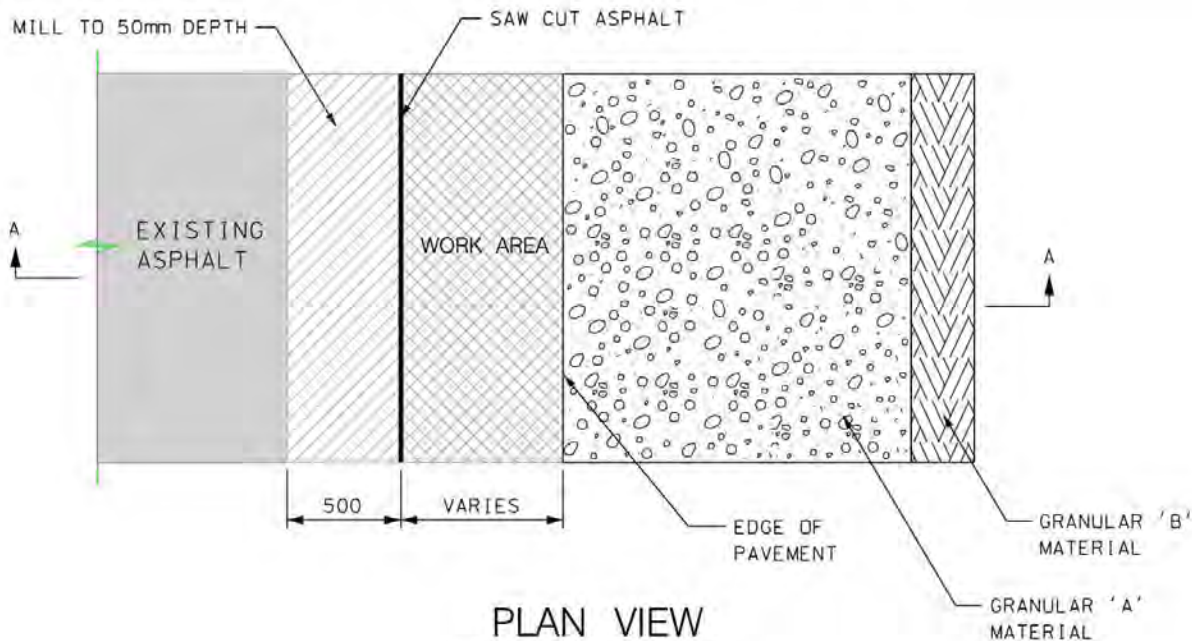 MILL TO 50mm DEPTH
SAW CUT ASPHALT
A
EXISTING
ASPHALT
WORK AREA
A
500
VARIES
EDGE OF
PAVEMENT
GRANULAR 'B'
MATERIAL
GRANULAR 'A'
MATERIAL
PLAN VIEW